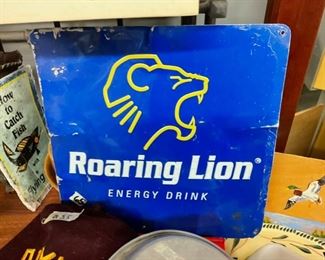 How to
Catch
Fish
Roaring Lion®
ENERGY DRINK